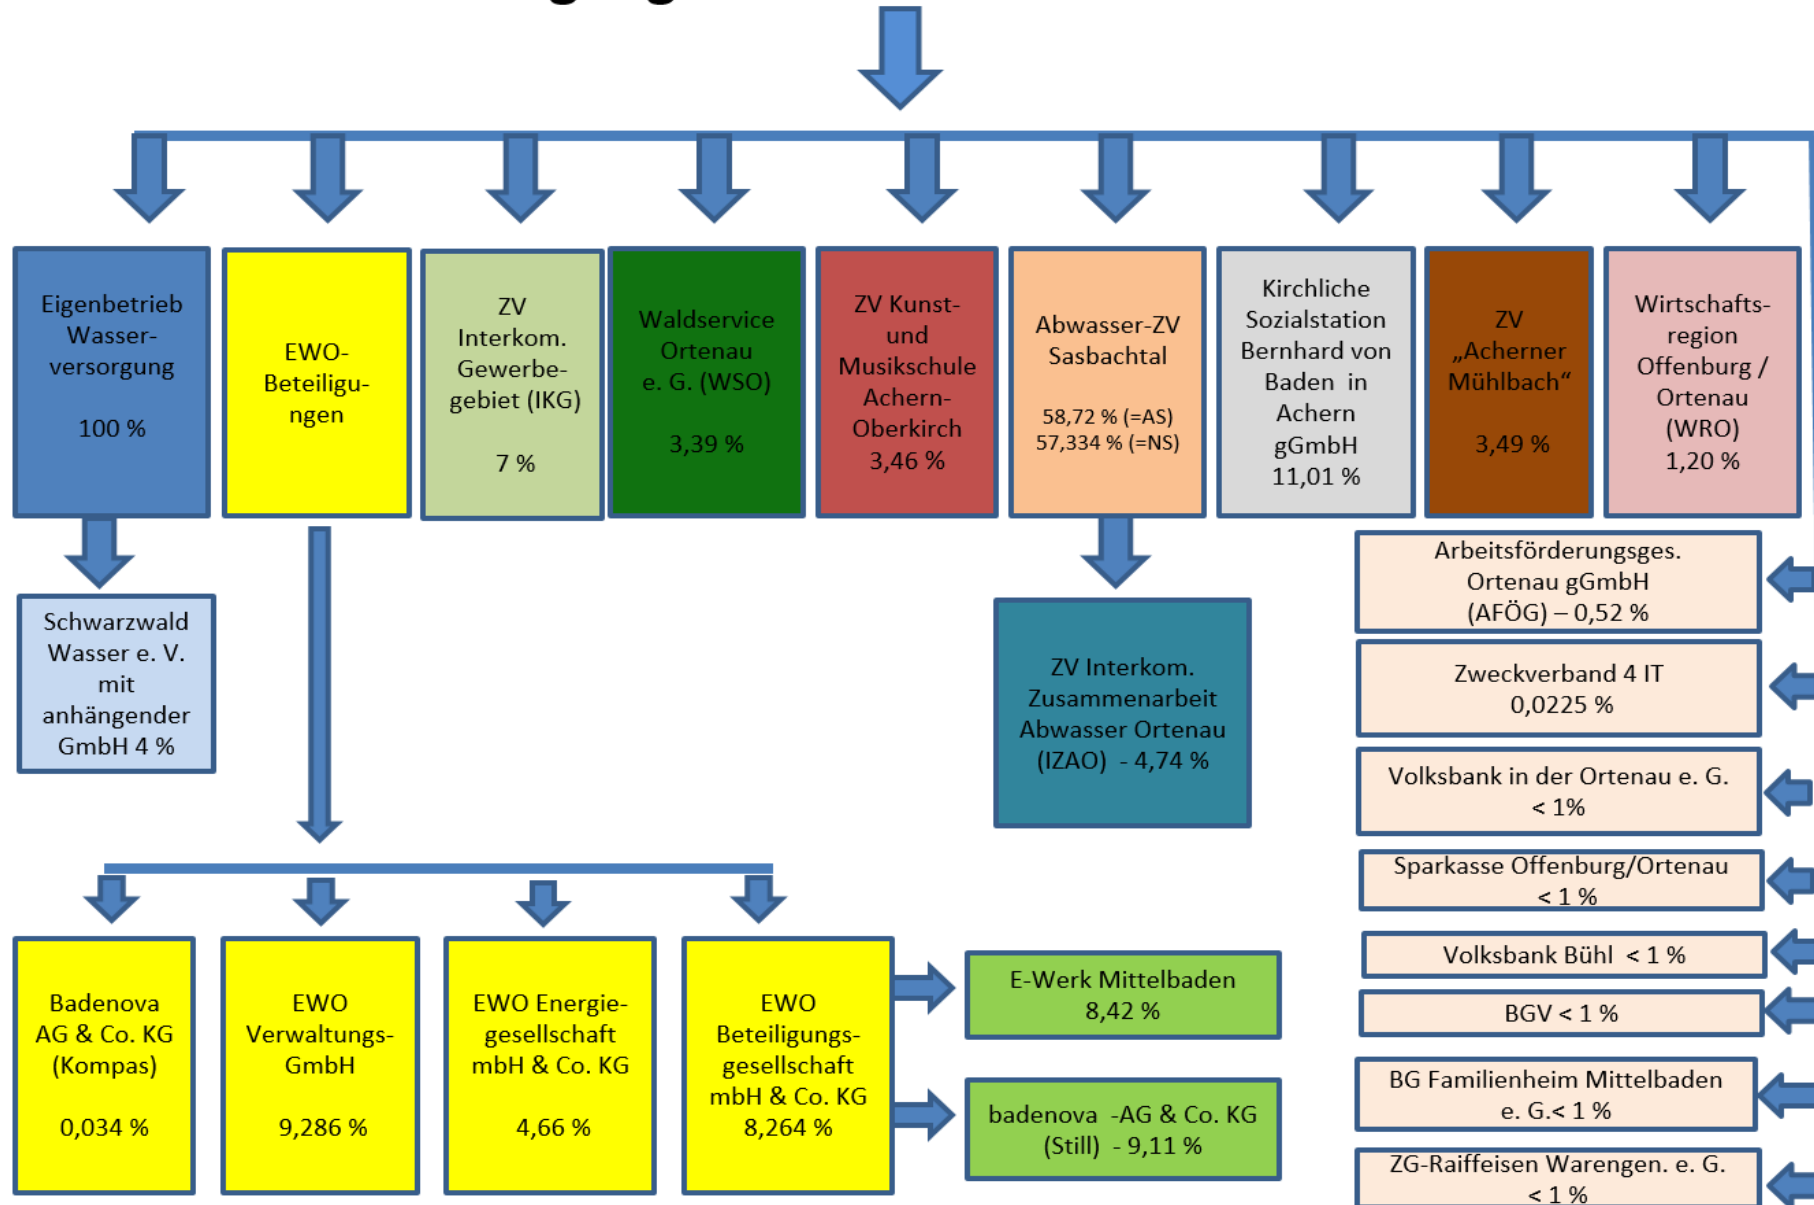 Eigenbetrieb
Wasser-
versorgung
100 %
EWO-
Beteiligu-
ngen
ZV
Interkom.
Gewerbe-
gebiet (IKG)
7 %
Waldservice
Ortenau
e. G. (WSO)
3,39 %
ZV Kunst-
und
Musikschule
Achern-
Oberkirch
3,46 %
Abwasser-ZV
Sasbachtal
58,72 % (=AS)
57,334 % (=NS)
Kirchliche
Sozialstation
Bernhard von
Baden in
Achern
gGmbH
11,01 %
ZV
„Acherner
Mühlbach“
3,49 %
Wirtschafts-
region
Offenburg /
Ortenau
(WRO)
1,20 %
Schwarzwald
Wasser e. V.
mit
anhängender
GmbH 4 %
ZV Interkom.
Zusammenarbeit
Abwasser Ortenau
(IZAO) - 4,74 %
Arbeitsförderungsges.
Ortenau gGmbH
(AFÖG) – 0,52 %
Zweckverband 4 IT
0,0225 %
Volksbank in der Ortenau e. G.
< 1%
Sparkasse Offenburg/Ortenau
< 1 %
Volksbank Bühl < 1 %
BGV < 1 %
BG Familienheim Mittelbaden
e. G.< 1 %
ZG-Raiffeisen Warengen. e. G.
< 1 %
Badenova
AG & Co. KG
(Kompas)
0,034 %
EWO
Verwaltungs-
GmbH
9,286 %
EWO Energie-
gesellschaft
mbH & Co. KG
4,66 %
EWO
Beteiligungs-
gesellschaft
mbH & Co. KG
8,264 %
E-Werk Mittelbaden
8,42 %
badenova -AG & Co. KG
(Still) - 9,11 %